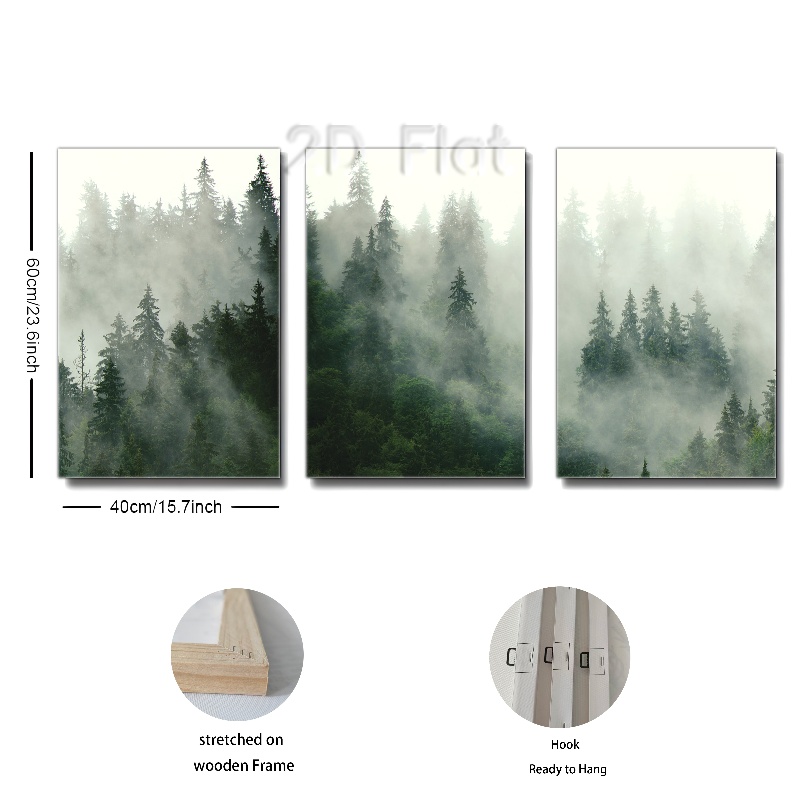 2D Flat
60cm/23.6inch
40cm/15.7inch
stretched on
wooden Frame
Hook
Ready to Hang